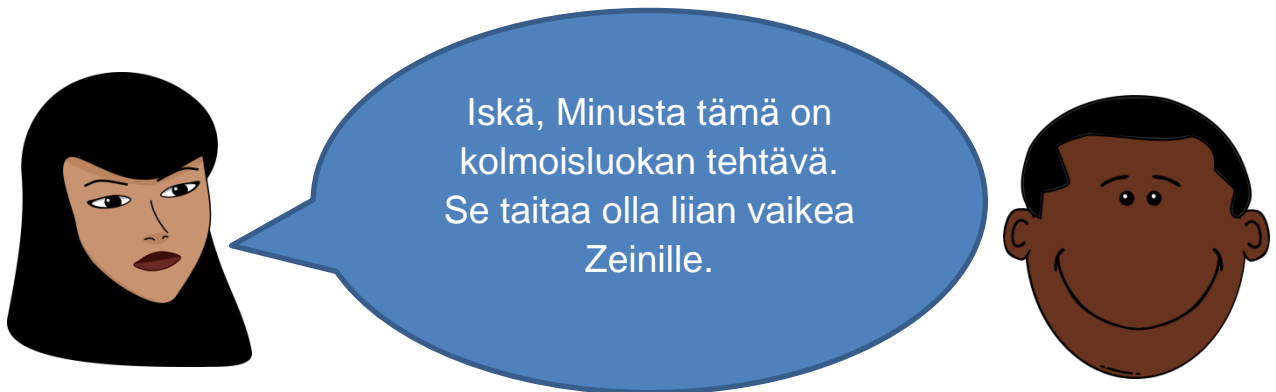 Iskä, Minusta tämä on
kolmoisluokan tehtävä.
Se taitaa olla liian vaikea
Zeinille.